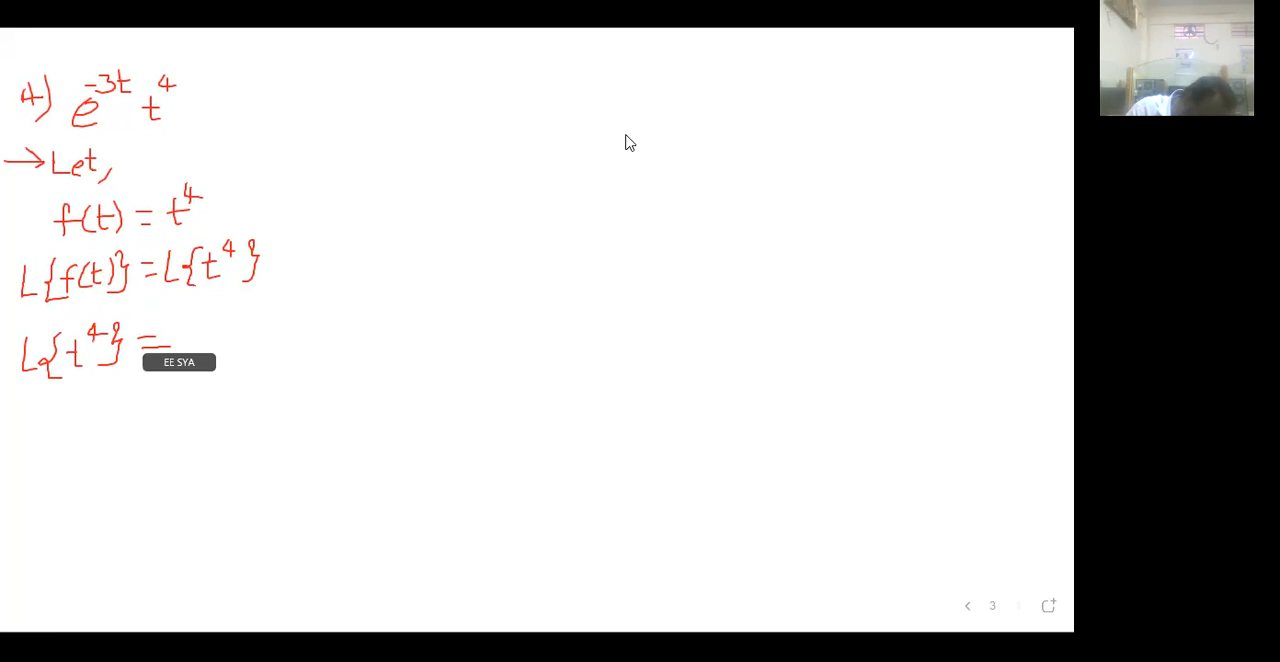 4) e^-3t t^4
→ Let,
f(t) = t^4
L{f(t)} = L{t^4}
L{t^4} =
EE SYA
3